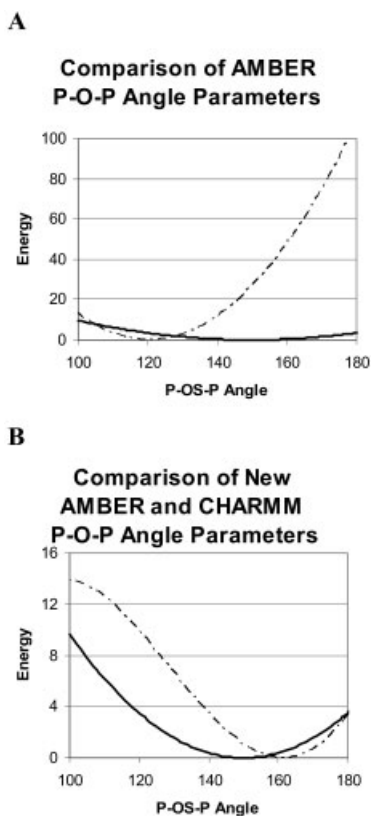 A
Comparison of AMBER
P-O-P Angle Parameters
100
80
60
40
20
0
Energy
100 120 140 160 180
P-OS-P Angle
B
Comparison of New
AMBER and CHARMM
P-O-P Angle Parameters
16
12
8
4
0
Energy
100 120 140 160 180
P-OS-P Angle